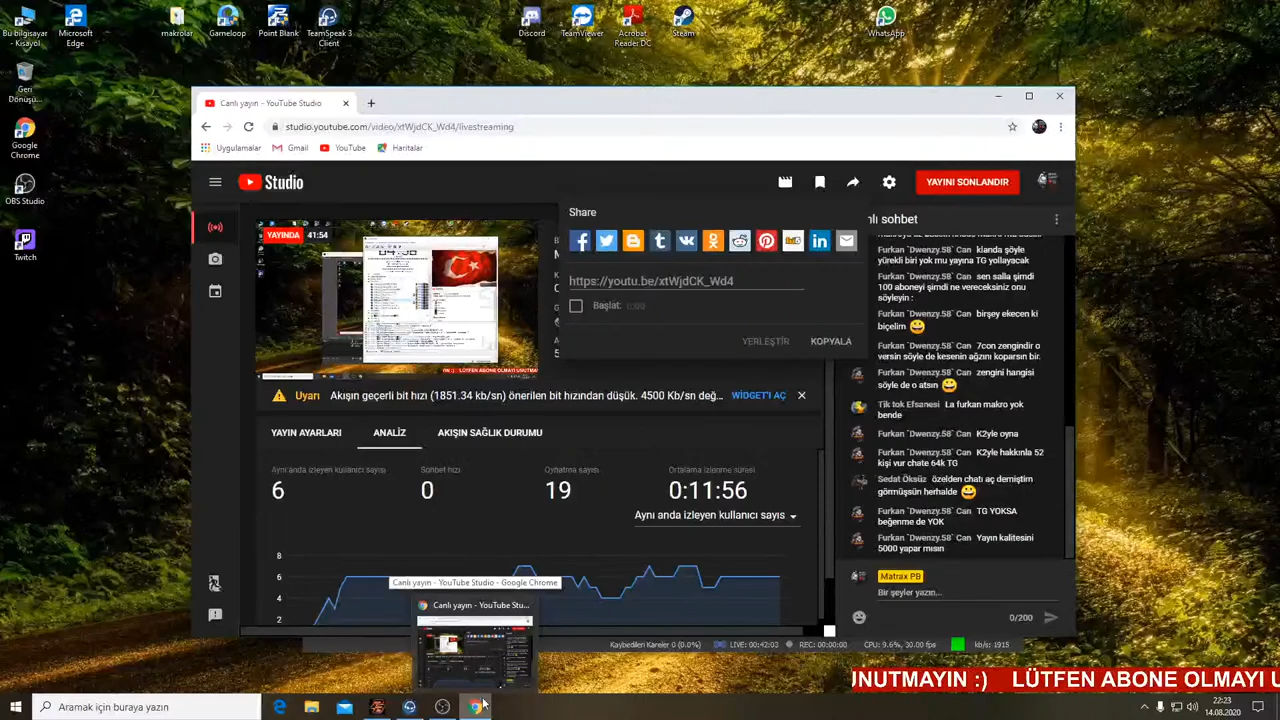 Bu bilgisayar
- Kısayol
Microsoft
Edge
makrolar
Gameloop
Point Blank
TeamSpeak 3
Client
Discord
TeamViewer
Acrobat
Reader DC
Steam
WhatsApp
Geri
Dönüşü...
Google
Chrome
OBS Studio
Twitch
Canlı yayın - YouTube Studio
studio.youtube.com/video/xtWjdCK_Wd4/livestreaming
Uygulamalar
Gmail
YouTube
Haritalar
Studio
YAYINI SONLANDIR
Share
nlı sohbet
YAYINDA
41:54
https://youtu.be/xtWjdCK_Wd4
Başlat:
0:00
YERLEŞTİR
KOPYALA
Uyarı
Akışın geçerli bit hızı (1851.34 kb/sn) önerilen bit hızından düşük. 4500 Kb/sn değ...
WİDGET'I AÇ
YAYIN AYARLARI
ANALİZ
AKIŞIN SAĞLIK DURUMU
Aynı anda izleyen kullanıcı sayısı
Sohbet hızı
Oynatma sayısı
Ortalama izlenme süresi
6
0
19
0:11:56
Aynı anda izleyen kullanıcı sayıs
8
6
4
2
Furkan `Dwenzy.58` Can kianda şöyle
yürekli biri yok mu yayına TG yollayacak
Furkan `Dwenzy.58` Can sen salla şimdi
100 aboneyi şimdi ne vereceksiniz onu
söyleyin :
Furkan `Dwenzy.58` Can birşey ekecen ki
biçelim
Furkan `Dwenzy.58` Can 7con zengindir o
versin söyle de kesenin ağzını koparsın bir.
Furkan `Dwenzy.58` Can zengini hangisi
şöyle de o atsın
Tik tok Efsanesi La furkan makro yok
bende
Furkan `Dwenzy.58` Can K2yle oyna
Furkan `Dwenzy.58` Can K2yle hakkınla 52
kişi vur chate 64k TG
Sedat Öksüz özelden chatı aç demiştim
görmüşsün herhalde
Furkan `Dwenzy.58` Can TG YOKSA
beğenme de YOK
Furkan `Dwenzy.58` Can Yayın kalitesini
5000 yapar mısın
Matrax PB
Bir şeyler yazın...
0/200
Canlı yayın - YouTube Studio - Google Chrome
Canlı yayın - YouTube Stu...
Kaybedilen Kareler 0 (0.0%)
LIVE: 00:42:03
REC: 00:00:00
CPU: 9.6%, 30.00 fps
kb/s: 1915
UNUTMAYIN :) LÜTFEN ABONE OLMAYI U
Aramak için buraya yazın
22:23
14.08.2020